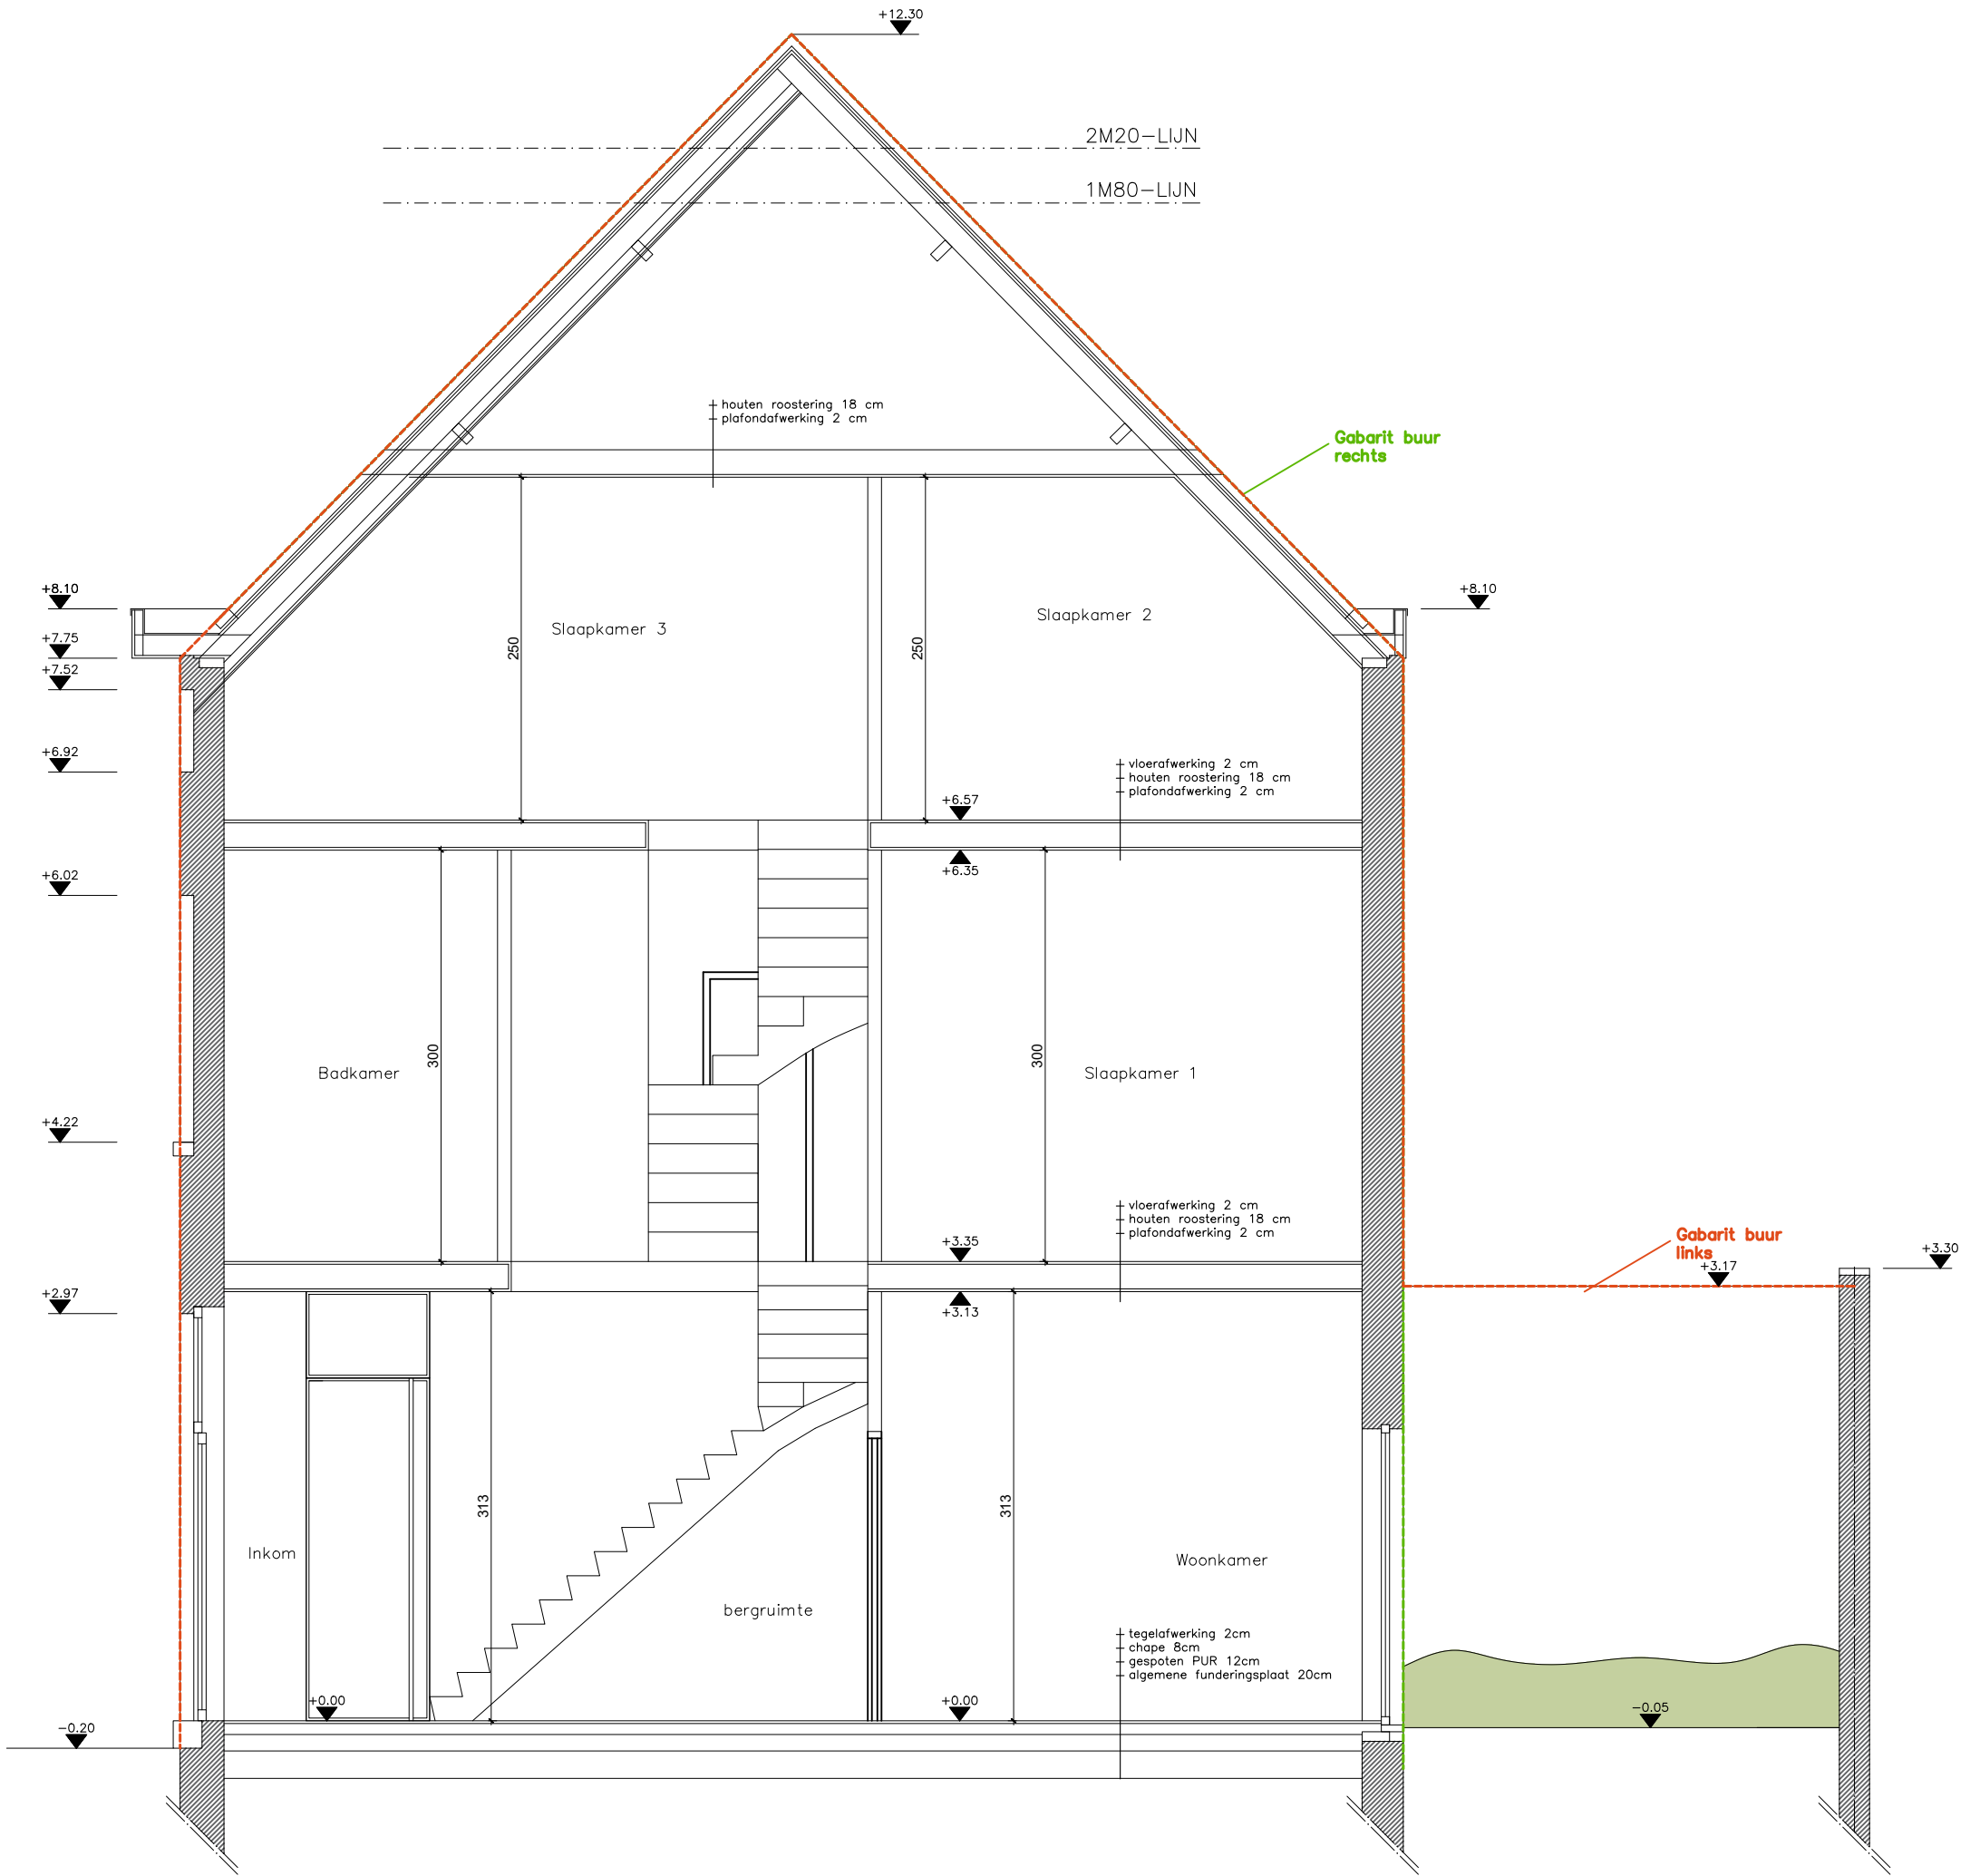 +12.30
2M20-LIJN
1M80-LIJN
houten roostering 18 cm
plafondafwerking 2 cm
Gabarit buur
rechts
+8.10
+8.10
Slaapkamer 3
Slaapkamer 2
250
250
+7.75
+7.52
+6.92
vloerafwerking 2 cm
houten roostering 18 cm
plafondafwerking 2 cm
+6.57
+6.35
+6.02
Badkamer
300
300
Slaapkamer 1
+4.22
vloerafwerking 2 cm
houten roostering 18 cm
plafondafwerking 2 cm
+3.35
+3.13
Gabarit buur
links
+3.17
+3.30
+2.97
313
313
Inkom
Woonkamer
bergruimte
tegelafwerking 2cm
chape 8cm
gespoten PUR 12cm
algemene funderingsplaat 20cm
+0.00
+0.00
-0.05
-0.20